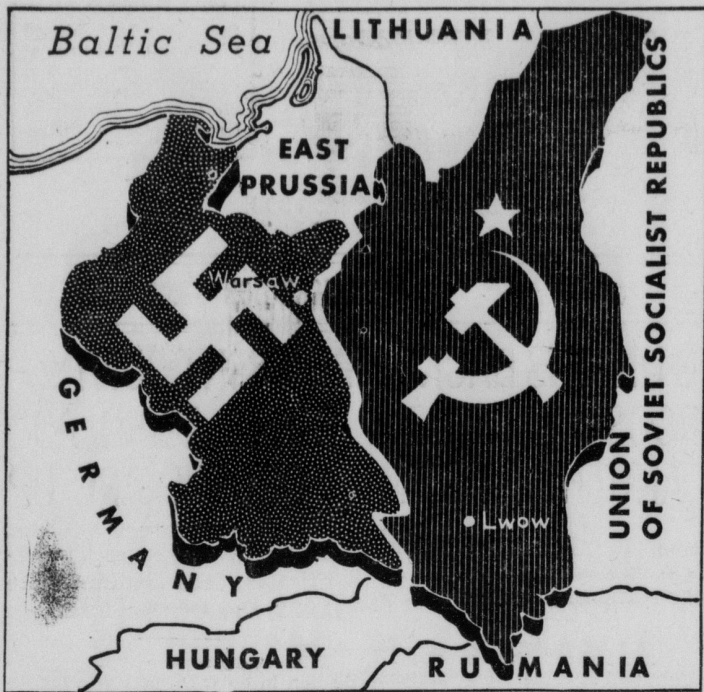 Baltic Sea
LITHUANIA
EAST
PRUSSIA
Warsaw
GERMANY
UNION
OF SOVIET SOCIALIST REPUBLICS
Lwow
HUNGARY
RUMANIA